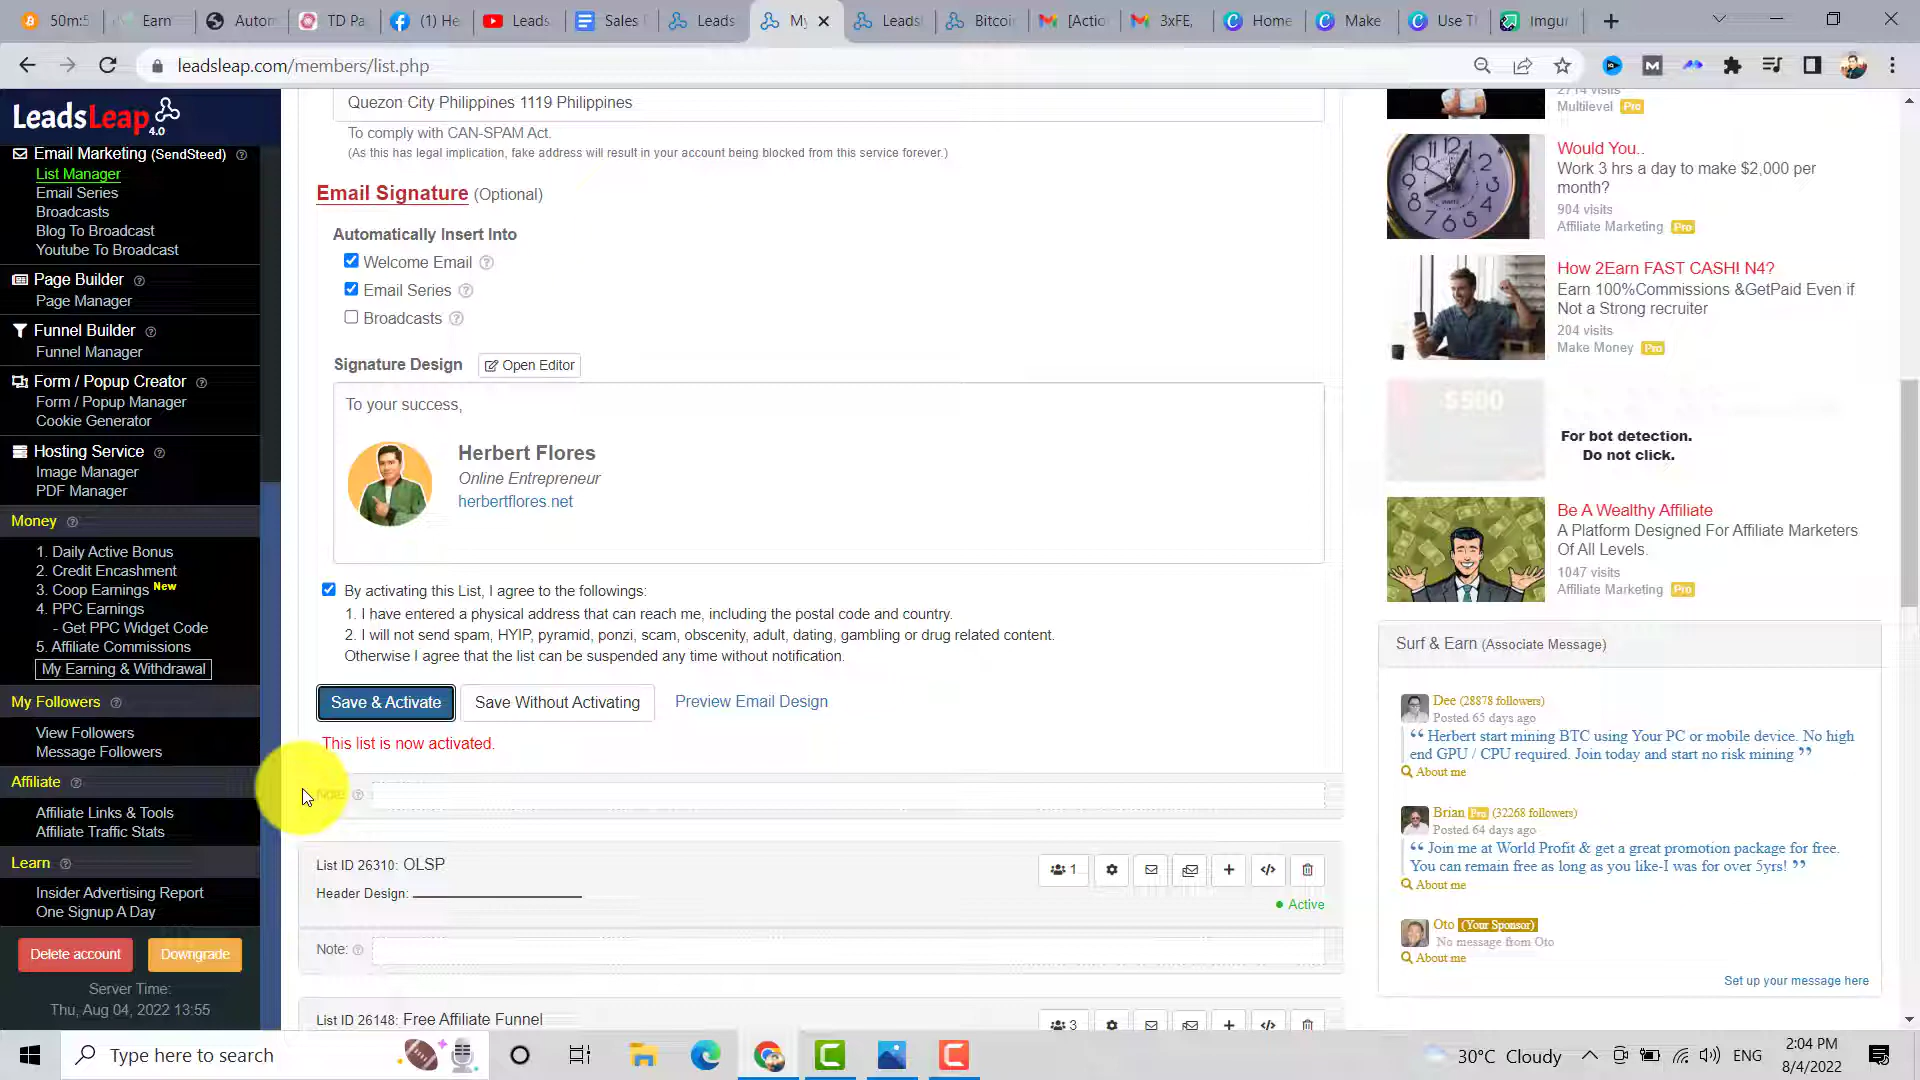 50m:5
Earn
Autom
TD Pa
(1) He
Leads
Sales
Leads
My
Leads
Bitcoin
[Actio
3xFE,
Home
Make
Use T
Imgur
leadsleap.com/members/list.php
LeadsLeap 4.0
Email Marketing (SendSteed)
List Manager
Email Series
Broadcasts
Blog To Broadcast
Youtube To Broadcast
Page Builder
Page Manager
Funnel Builder
Funnel Manager
Form / Popup Creator
Form / Popup Manager
Cookie Generator
Hosting Service
Image Manager
PDF Manager
Money
1. Daily Active Bonus
2. Credit Encashment
3. Coop Earnings New
4. PPC Earnings
- Get PPC Widget Code
5. Affiliate Commissions
My Earning & Withdrawal
My Followers
View Followers
Message Followers
Affiliate
Affiliate Links & Tools
Affiliate Traffic Stats
Learn
Insider Advertising Report
One Signup A Day
Delete account
Downgrade
Server Time:
Thu, Aug 04, 2022 13:55
Quezon City Philippines 1119 Philippines
To comply with CAN-SPAM Act.
(As this has legal implication, fake address will result in your account being blocked from this service forever.)
Email Signature (Optional)
Automatically Insert Into
Welcome Email
Email Series
Broadcasts
Signature Design
Open Editor
To your success,
Herbert Flores
Online Entrepreneur
herbertflores.net
By activating this List, I agree to the followings:
1. I have entered a physical address that can reach me, including the postal code and country.
2. I will not send spam, HYIP, pyramid, ponzi, scam, obscenity, adult, dating, gambling or drug related content.
Otherwise I agree that the list can be suspended any time without notification.
Save & Activate
Save Without Activating
Preview Email Design
This list is now activated.
Note:
List ID 26310: OLSP
1
Header Design:
Active
Note:
List ID 26148: Free Affiliate Funnel
3
2714 visits
Multilevel Pro
Would You..
Work 3 hrs a day to make $2,000 per
month?
904 visits
Affiliate Marketing Pro
How 2Earn FAST CASH! N4?
Earn 100%Commissions &GetPaid Even if
Not a Strong recruiter
204 visits
Make Money Pro
$500
For bot detection.
Do not click.
Be A Wealthy Affiliate
A Platform Designed For Affiliate Marketers
Of All Levels.
1047 visits
Affiliate Marketing Pro
Surf & Earn (Associate Message)
Dee (28878 followers)
Posted 65 days ago
“ Herbert start mining BTC using Your PC or mobile device. No high
end GPU / CPU required. Join today and start no risk mining ”
About me
Brian Pro (32268 followers)
Posted 64 days ago
“ Join me at World Profit & get a great promotion package for free.
You can remain free as long as you like-I was for over 5yrs! ”
About me
Oto (Your Sponsor)
No message from Oto
About me
Set up your message here
Type here to search
30°C Cloudy
ENG
2:04 PM
8/4/2022